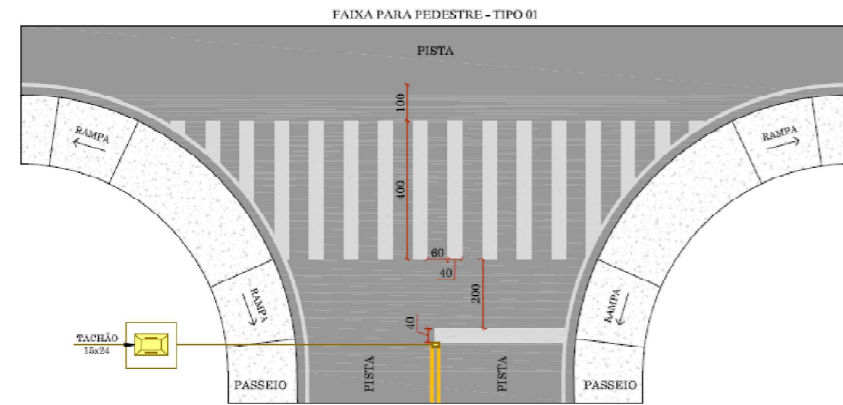 FAIXA PARA PEDESTRE - TIPO 01
PISTA
100
RAMPA
RAMPA
400
60
40
200
RAMPA
RAMPA
40
TACHÃO
15x24
PISTA
PISTA
PASSEIO
PASSEIO